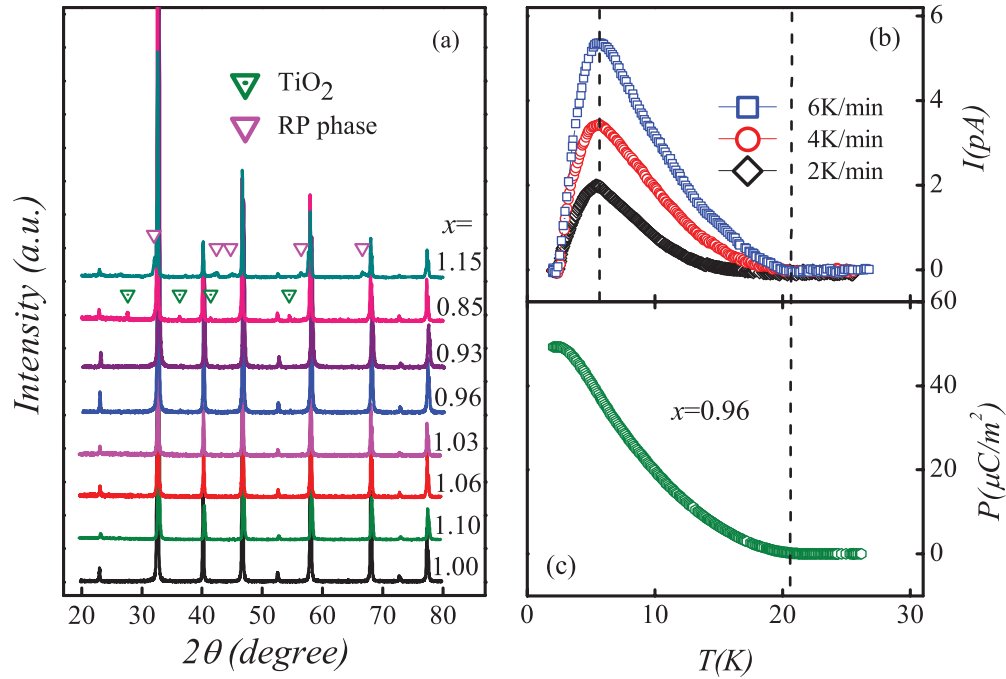 (a)
TiO2
RP phase
x=
1.15
0.85
0.93
0.96
1.03
1.06
1.10
1.00
Intensity (a.u.)
20 30 40 50 60 70 80
2θ (degree)
(b)
6K/min
4K/min
2K/min
6
4
2
0
I(pA)
60
40
20
0
P(μC/m²)
x=0.96
(c)
0 10 20 30
T(K)